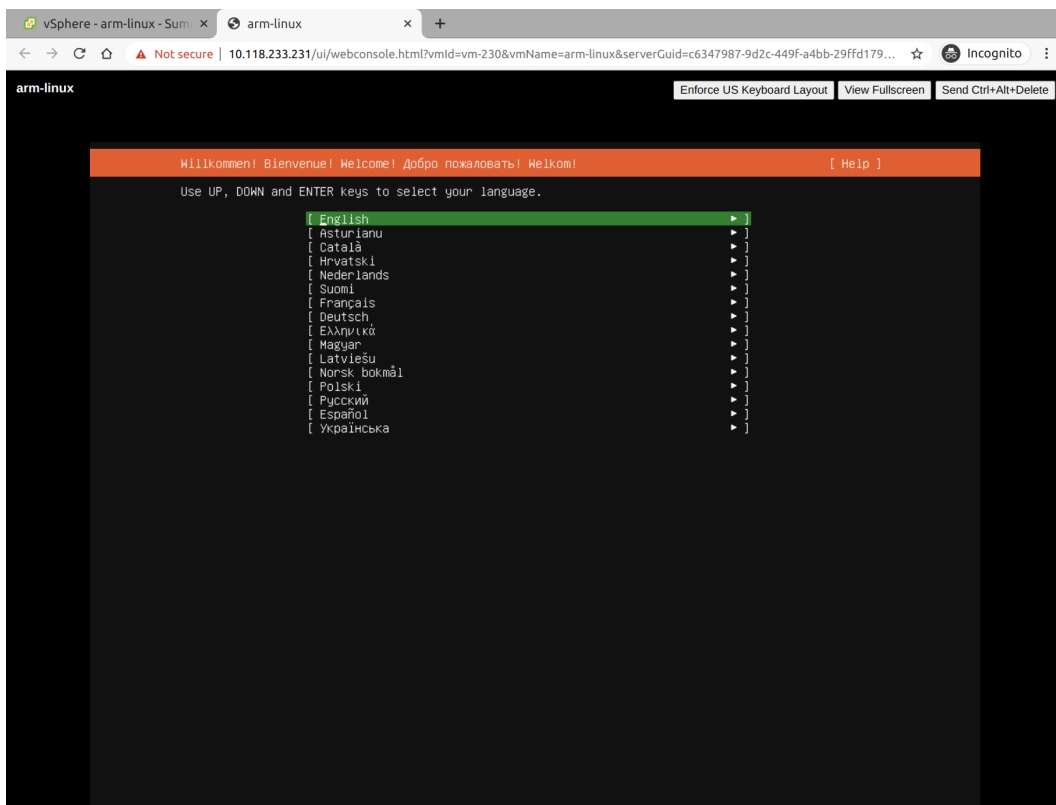 vSphere - arm-linux - Sum
arm-linux
Not secure | 10.118.233.231/ui/webconsole.html?vmId=vm-230&vmName=arm-linux&serverGuid=c6347987-9d2c-449f-a4bb-29ffd179... Incognito
arm-linux
Enforce US Keyboard Layout View Fullscreen Send Ctrl+Alt+Delete
Willkommen! Bienvenue! Welcome! Добро пожаловать! Welkom! [ Help ]
Use UP, DOWN and ENTER keys to select your language.
[ English ► ]
[ Asturianu ► ]
[ Català ► ]
[ Hrvatski ► ]
[ Nederlands ► ]
[ Suomi ► ]
[ Français ► ]
[ Deutsch ► ]
[ Ελληνικά ► ]
[ Magyar ► ]
[ Latviešu ► ]
[ Norsk bokmål ► ]
[ Polski ► ]
[ Русский ► ]
[ Español ► ]
[ Українська ► ]